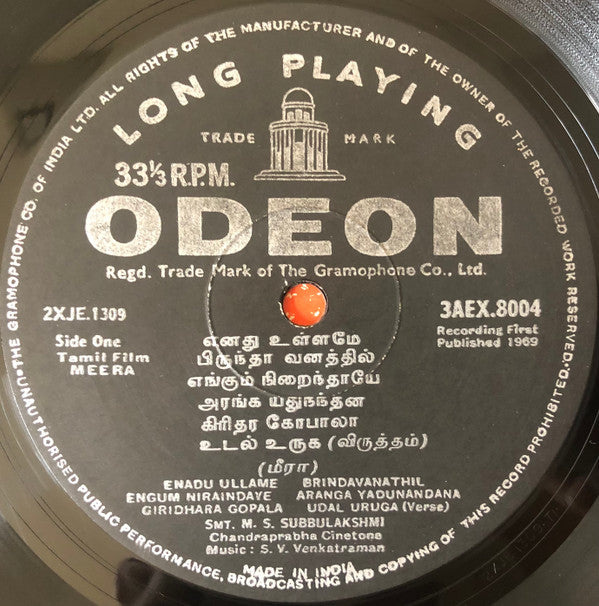 THE GRAMOPHONE CO. OF INDIA LTD. ALL RIGHTS OF THE MANUFACTURER AND OF THE OWNER OF THE RECORDED WORK RESERVED.
LONG PLAYING
TRADE MARK
33⅓ R.P.M.
ODEON
Regd. Trade Mark of The Gramophone Co., Ltd.
2XJE.1309
3AEX.8004
Side One
Recording First
Tamil Film
Published 1969
MEERA
எனது உள்ளமே
பிருந்தா வனத்தில்
எங்கும் நிறைந்தாயே
அரங்க யதுநந்தன
கிரிதர கோபாலா
உடல் உருக (விருத்தம்)
(மீரா)
ENADU ULLAME BRINDAVANATHIL
ENGUM NIRAINDAYE ARANGA YADUNANDANA
GIRIDHARA GOPALA UDAL URUGA (Verse)
SMT. M. S. SUBBULAKSHMI
Chandraprabha Cinetone
Music : S. V. Venkatraman
MADE IN INDIA
UNAUTHORISED PUBLIC PERFORMANCE, BROADCASTING AND COPYING OF THIS RECORD PROHIBITED.